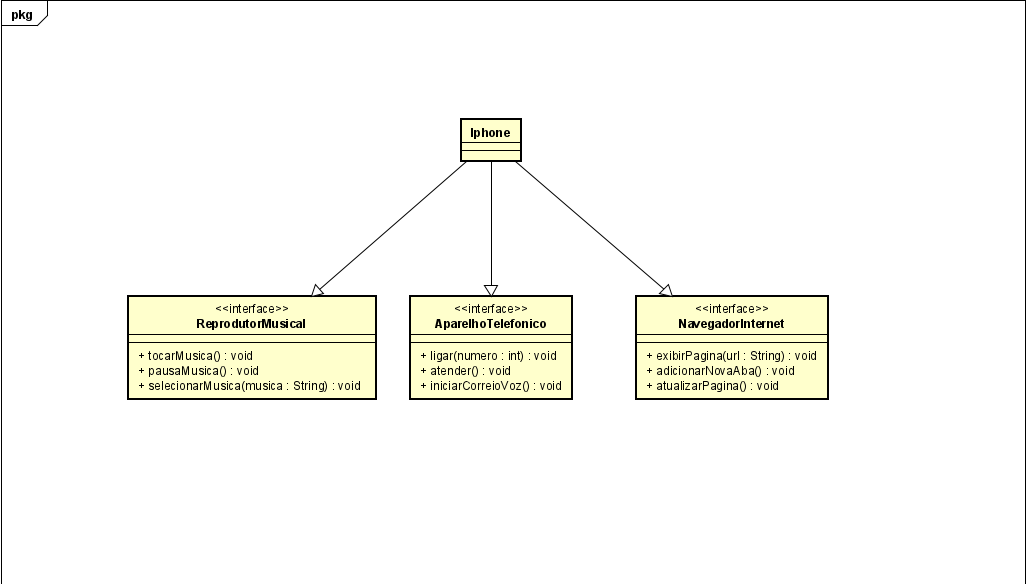 pkg
Iphone
<<interface>>
ReprodutorMusical
+ tocarMusica() : void
+ pausaMusica() : void
+ selecionarMusica(musica : String) : void
<<interface>>
AparelhoTelefonico
+ ligar(numero : int) : void
+ atender() : void
+ iniciarCorreioVoz() : void
<<interface>>
NavegadorInternet
+ exibirPagina(url : String) : void
+ adicionarNovaAba() : void
+ atualizarPagina() : void